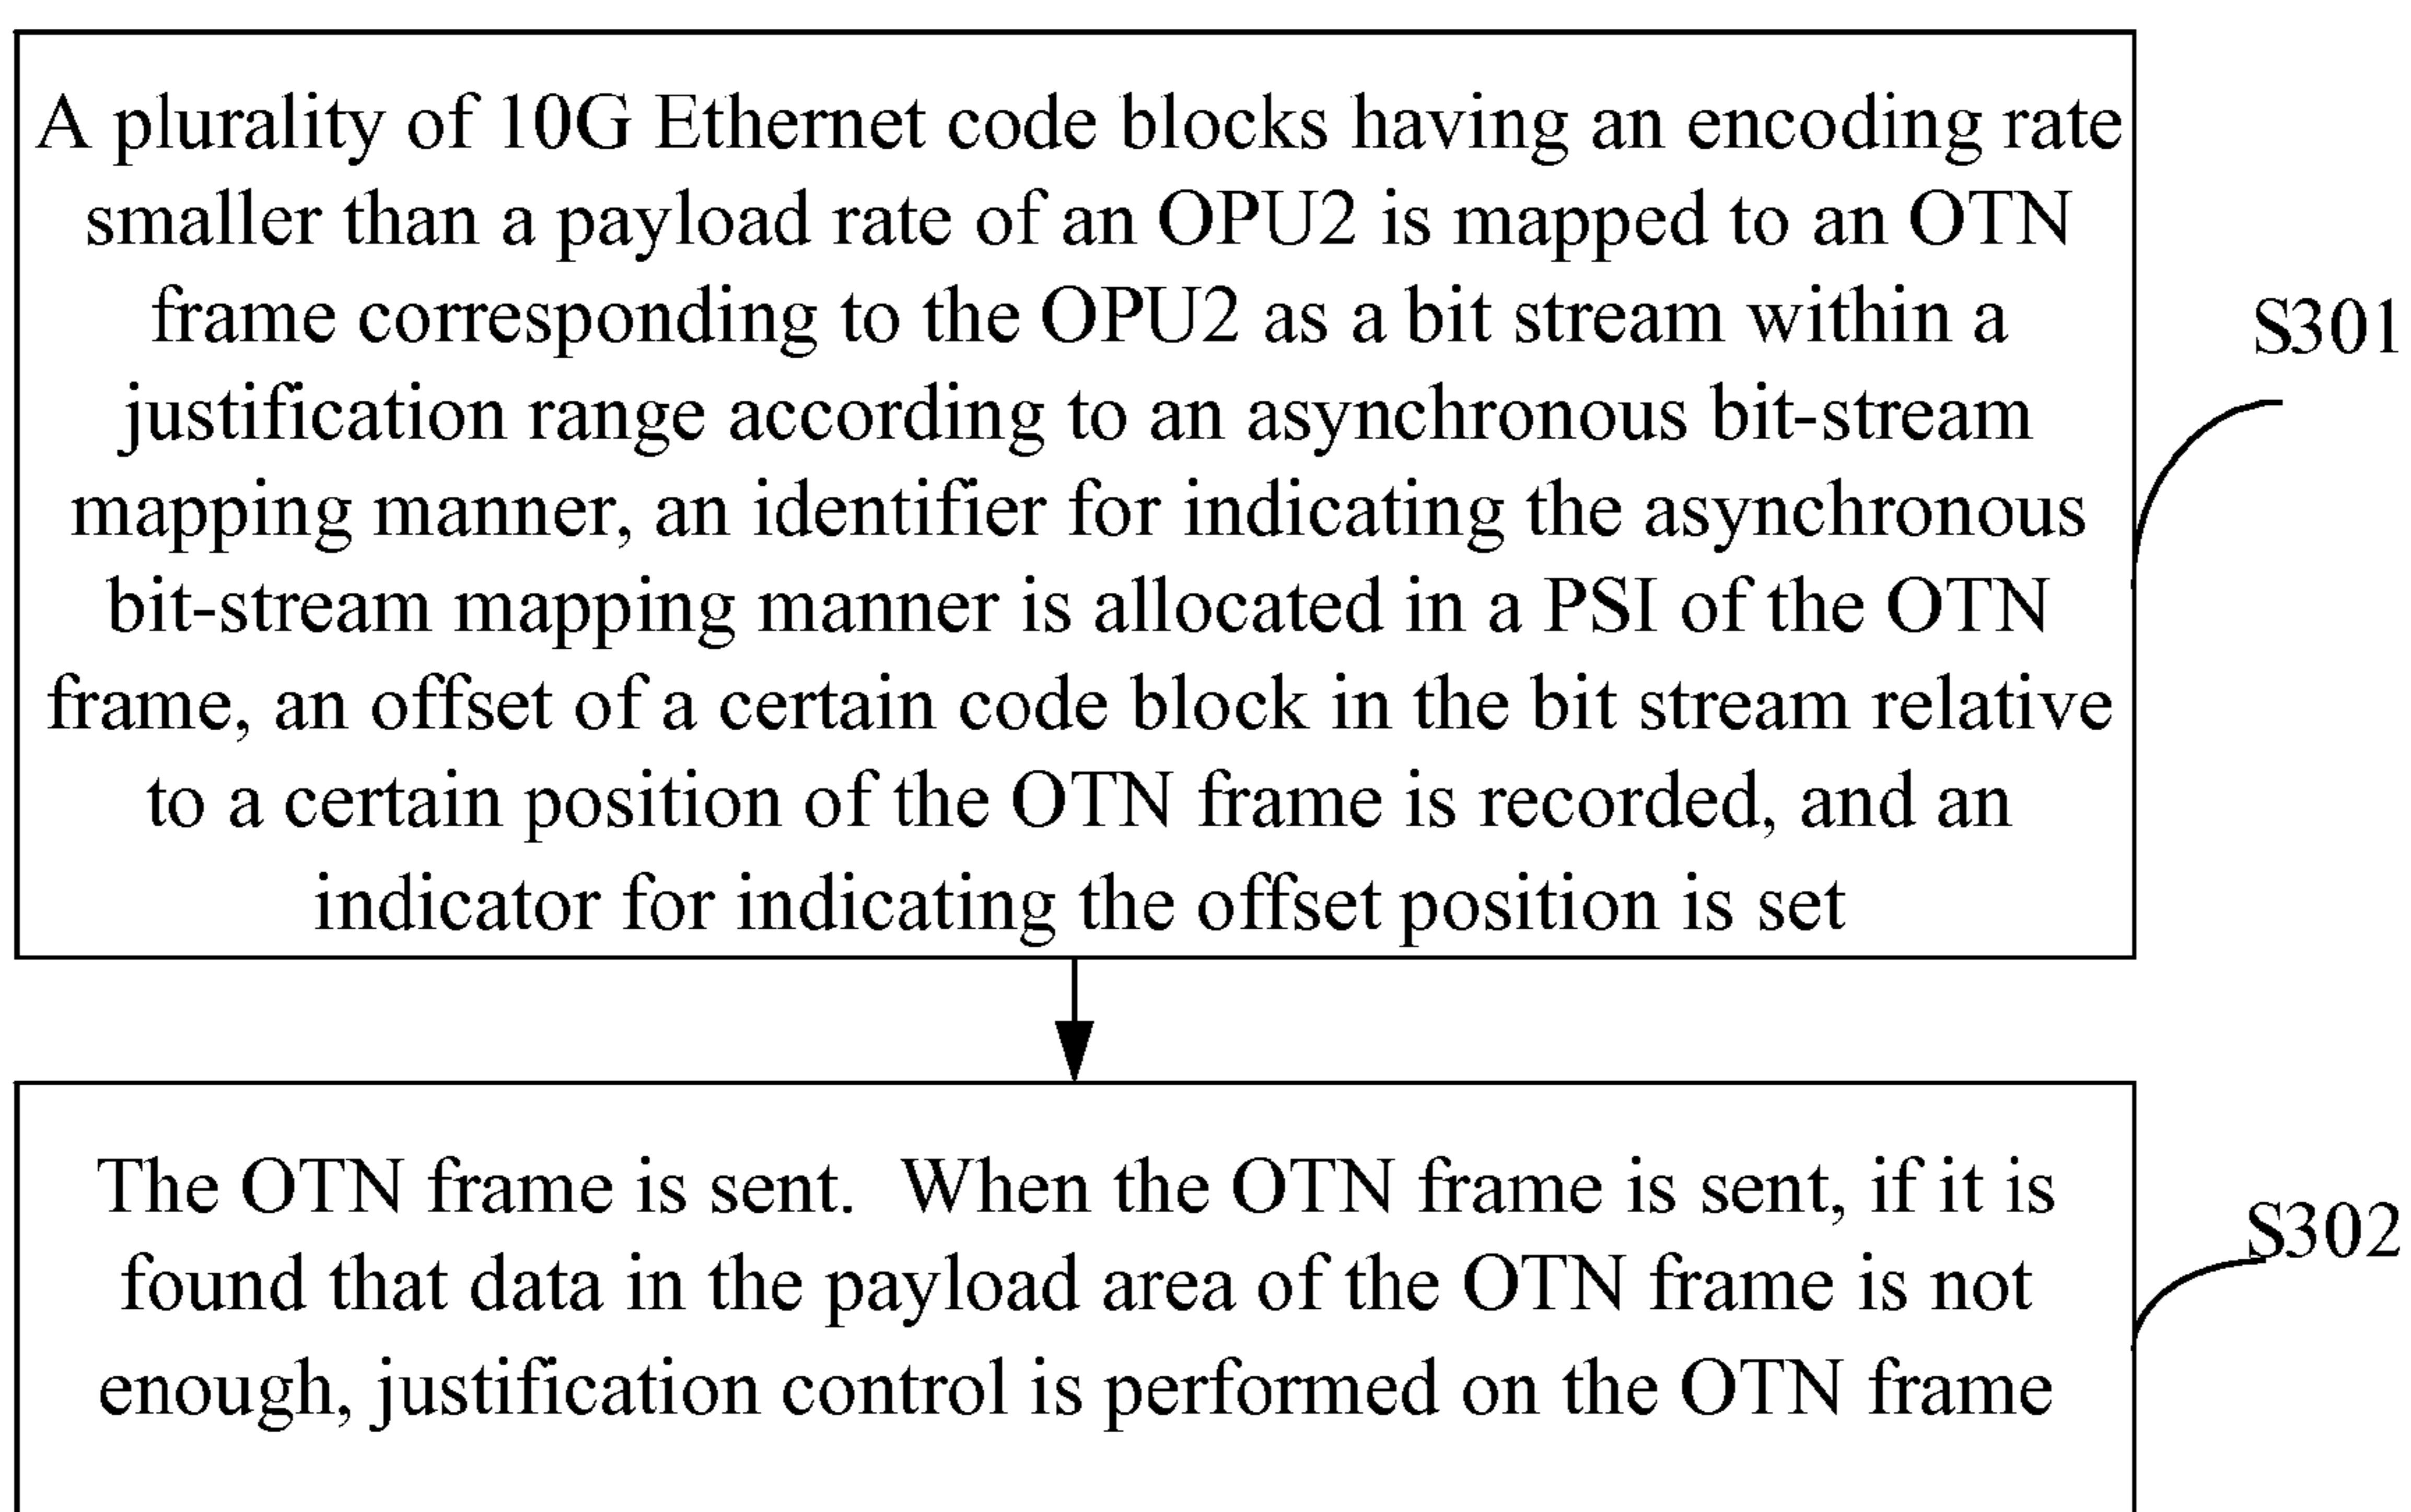 A plurality of 10G Ethernet code blocks having an encoding rate
smaller than a payload rate of an OPU2 is mapped to an OTN
frame corresponding to the OPU2 as a bit stream within a
justification range according to an asynchronous bit-stream
mapping manner, an identifier for indicating the asynchronous
bit-stream mapping manner is allocated in a PSI of the OTN
frame, an offset of a certain code block in the bit stream relative
to a certain position of the OTN frame is recorded, and an
indicator for indicating the offset position is set
S301
The OTN frame is sent. When the OTN frame is sent, if it is
found that data in the payload area of the OTN frame is not
enough, justification control is performed on the OTN frame
S302